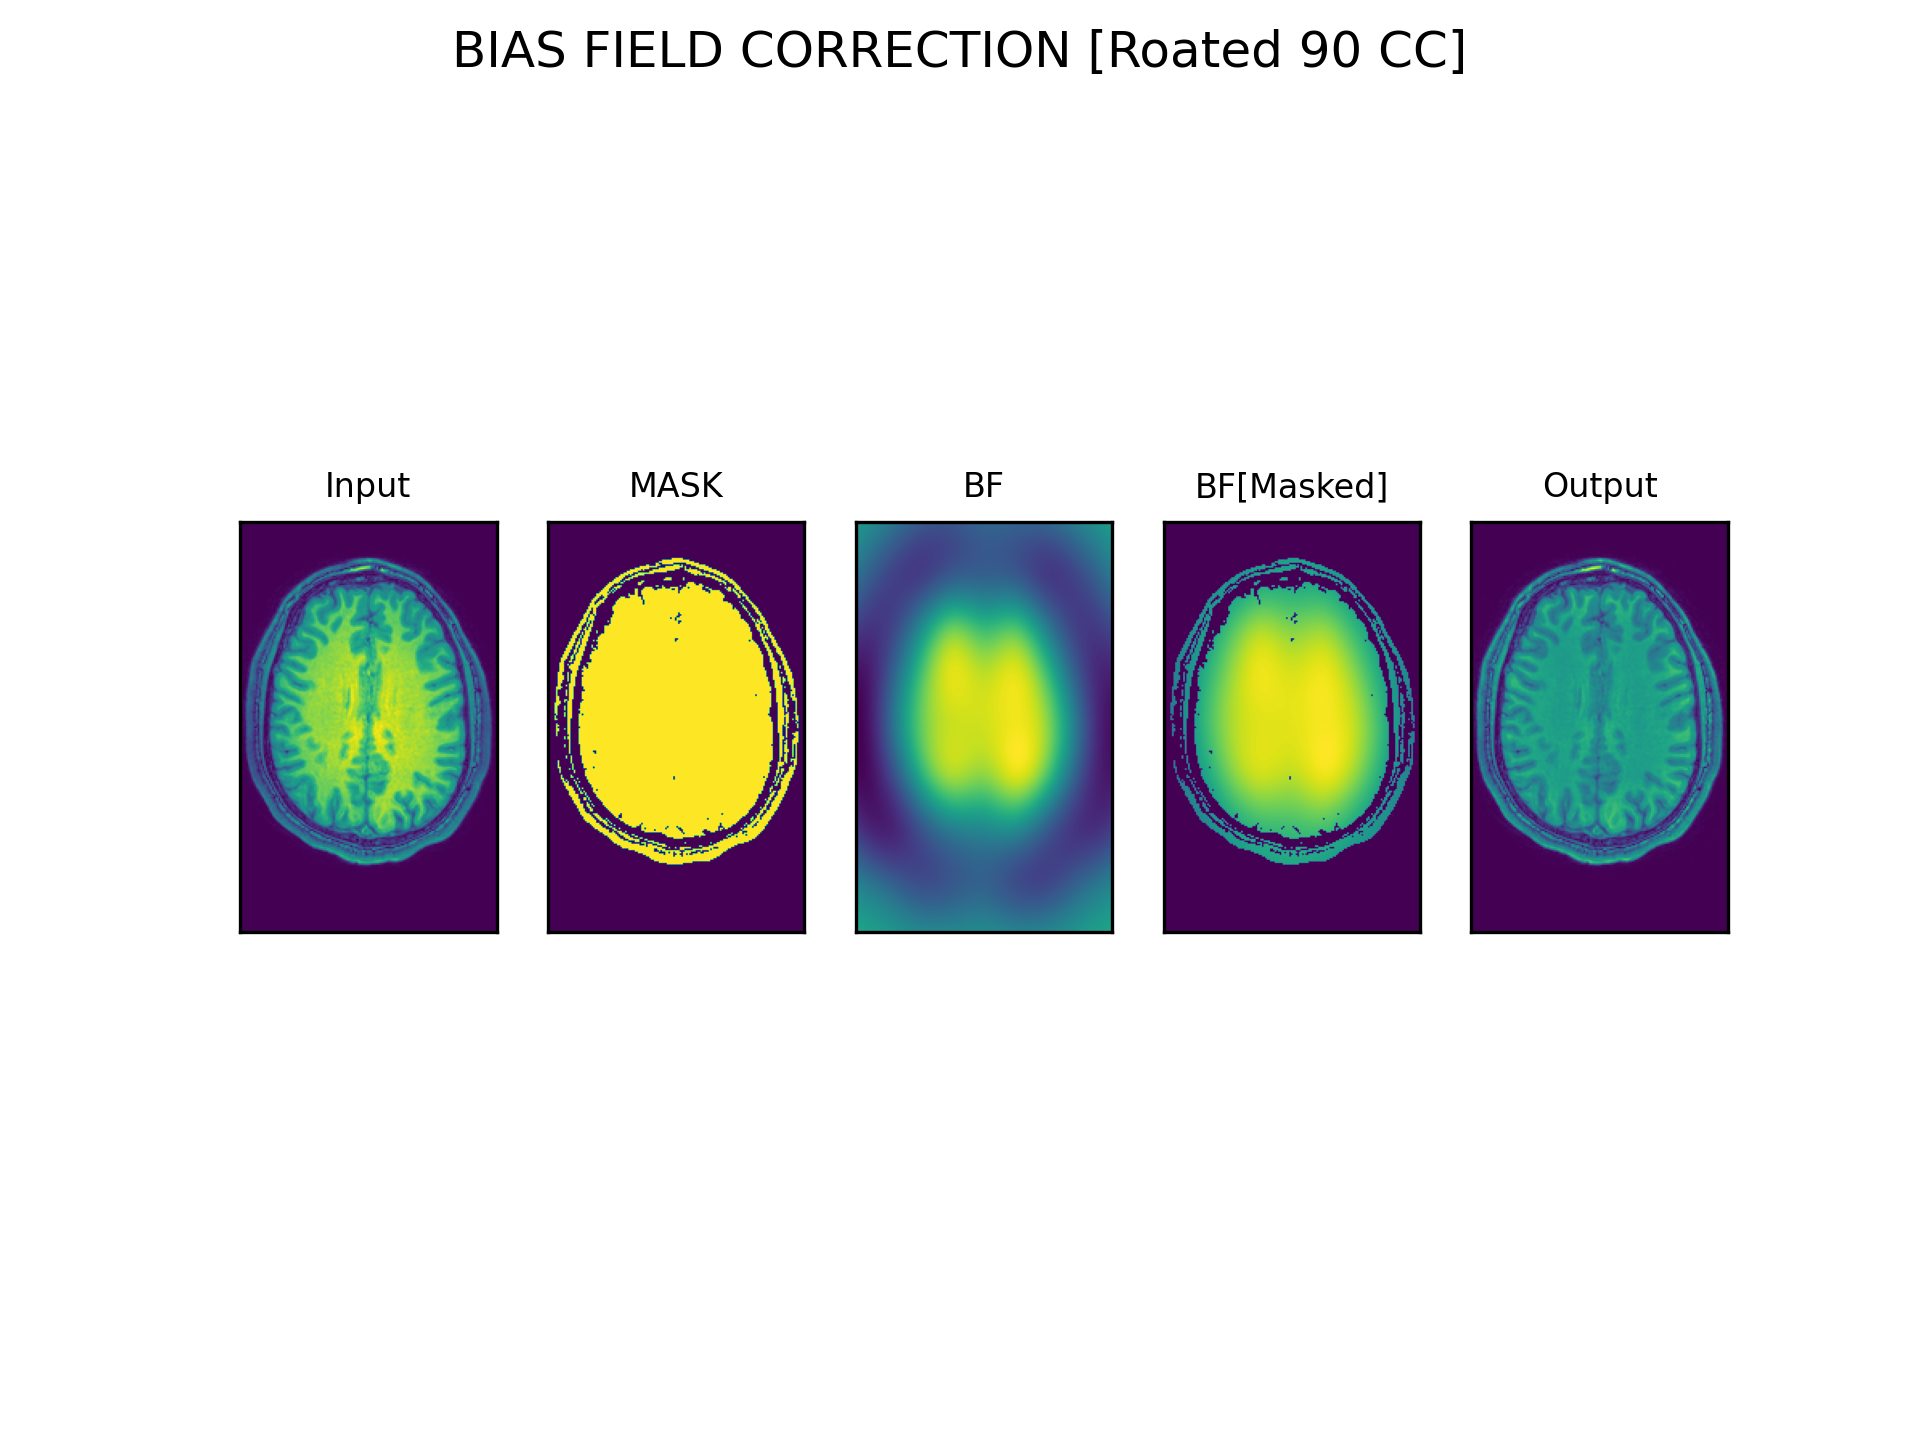 BIAS FIELD CORRECTION [Roated 90 CC]
Input
MASK
BF
BF[Masked]
Output